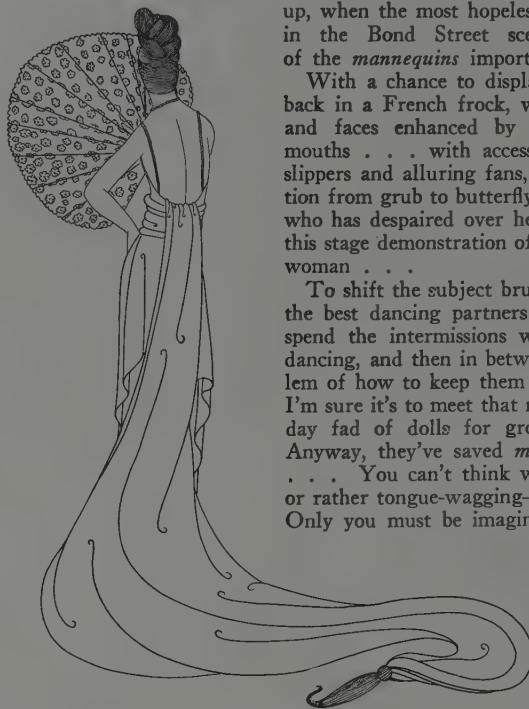 up, when the most hopeles
in the Bond Street sce
of the mannequins import
With a chance to displ
back in a French frock, w
and faces enhanced by
mouths . . . with access
slippers and alluring fans,
tion from grub to butterfly
who has despaired over he
this stage demonstration of
woman . . .
To shift the subject bru
the best dancing partners
spend the intermissions w
dancing, and then in betw
lem of how to keep them
I'm sure it's to meet that r
day fad of dolls for gro
Anyway, they've saved m
. . . You can't think w
or rather tongue-wagging—
Only you must be imagin